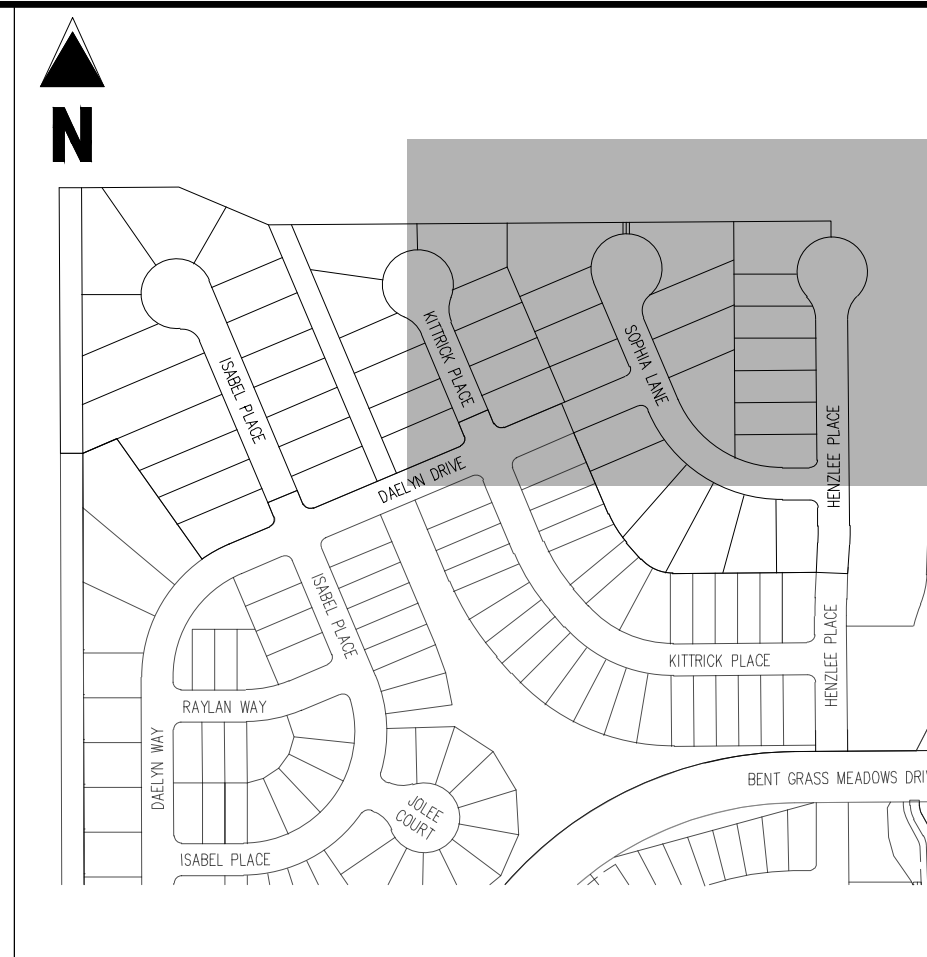 N
KITTRICK PLACE
SOPHIA LANE
ISABEL PLACE
HENZLEE PLACE
DAELYN DRIVE
ISABEL PLACE
HENZLEE PLACE
KITTRICK PLACE
RAYLAN WAY
DAELYN WAY
BENT GRASS MEADOWS DRI
JOLEE
COURT
ISABEL PLACE